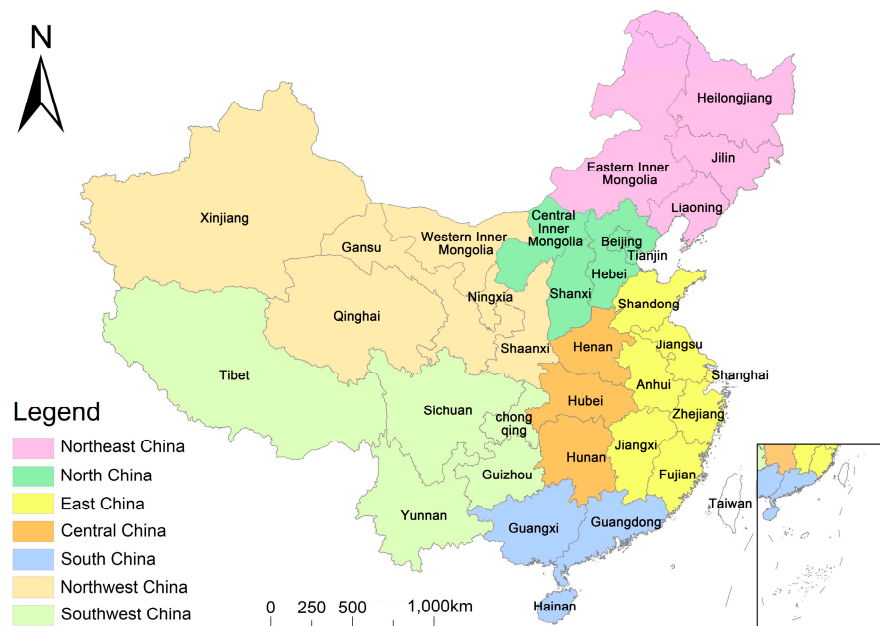 N
Heilongjiang
Jilin
Eastern Inner
Mongolia
Liaoning
Xinjiang
Gansu
Western Inner
Mongolia
Central
Inner
Mongolia
Beijing
Tianjin
Hebei
Ningxia
Shanxi
Shandong
Qinghai
Shaanxi
Henan
Jiangsu
Shanghai
Tibet
Anhui
Sichuan
Hubei
Zhejiang
chong
qing
Jiangxi
Hunan
Guizhou
Fujian
Yunnan
Guangxi
Guangdong
Taiwan
Hainan
Legend
Northeast China
North China
East China
Central China
South China
Northwest China
Southwest China
0 250 500 1,000km